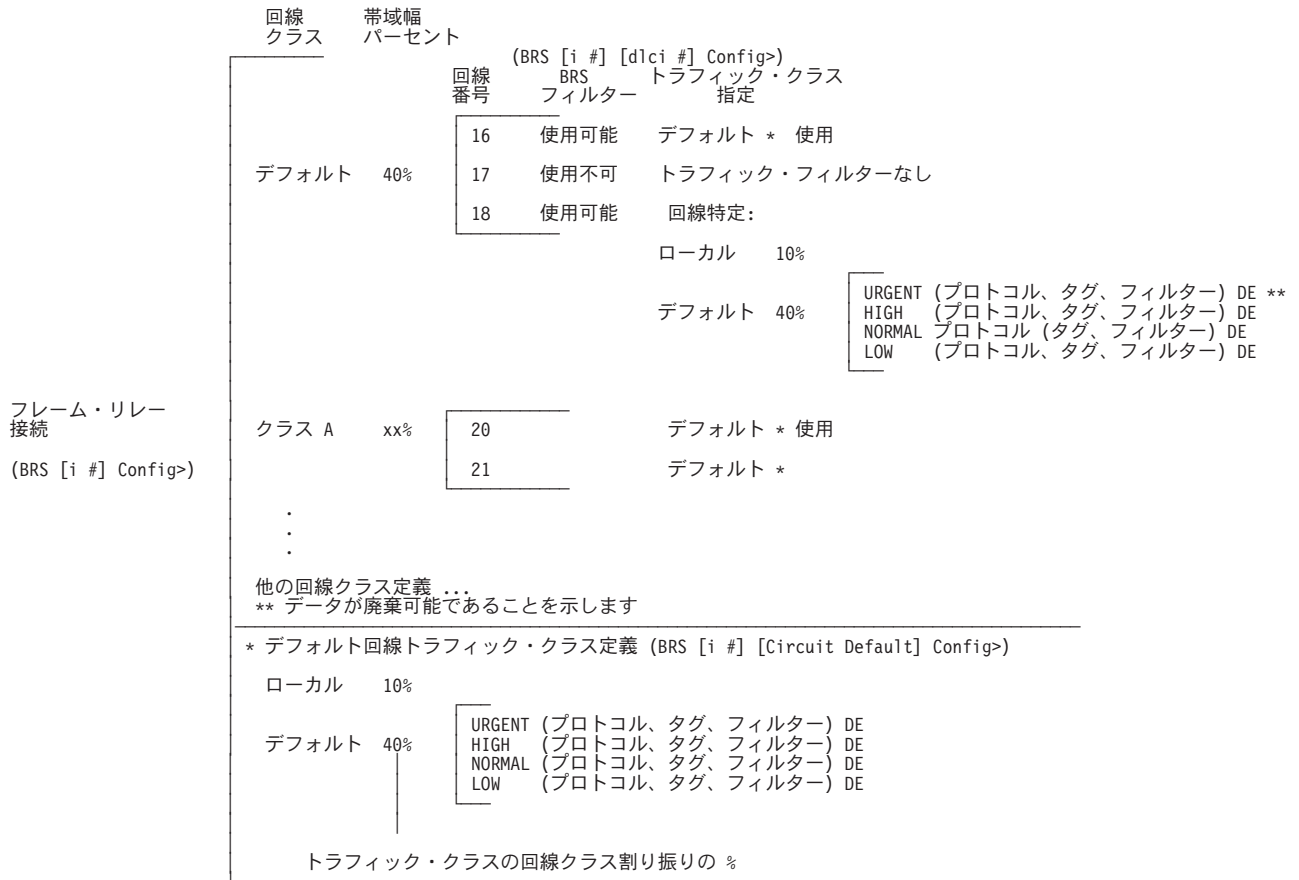 回線 帯域幅
クラス パーセント
(BRS [i #] [dlci #] Config>)
回線 BRS トラフィック・クラス
番号 フィルター 指定
16 使用可能 デフォルト * 使用
デフォルト 40% 17 使用不可 トラフィック・フィルターなし
18 使用可能 回線特定:
ローカル 10%
URGENT (プロトコル、タグ、フィルター) DE **
デフォルト 40% HIGH (プロトコル、タグ、フィルター) DE
NORMAL プロトコル (タグ、フィルター) DE
LOW (プロトコル、タグ、フィルター) DE
フレーム・リレー
接続 クラス A xx% 20 デフォルト * 使用
(BRS [i #] Config>) 21 デフォルト *
.
.
.
他の回線クラス定義 ...
** データが廃棄可能であることを示します
* デフォルト回線トラフィック・クラス定義 (BRS [i #] [Circuit Default] Config>)
ローカル 10%
URGENT (プロトコル、タグ、フィルター) DE
デフォルト 40% HIGH (プロトコル、タグ、フィルター) DE
NORMAL (プロトコル、タグ、フィルター) DE
LOW (プロトコル、タグ、フィルター) DE
トラフィック・クラスの回線クラス割り振りの %